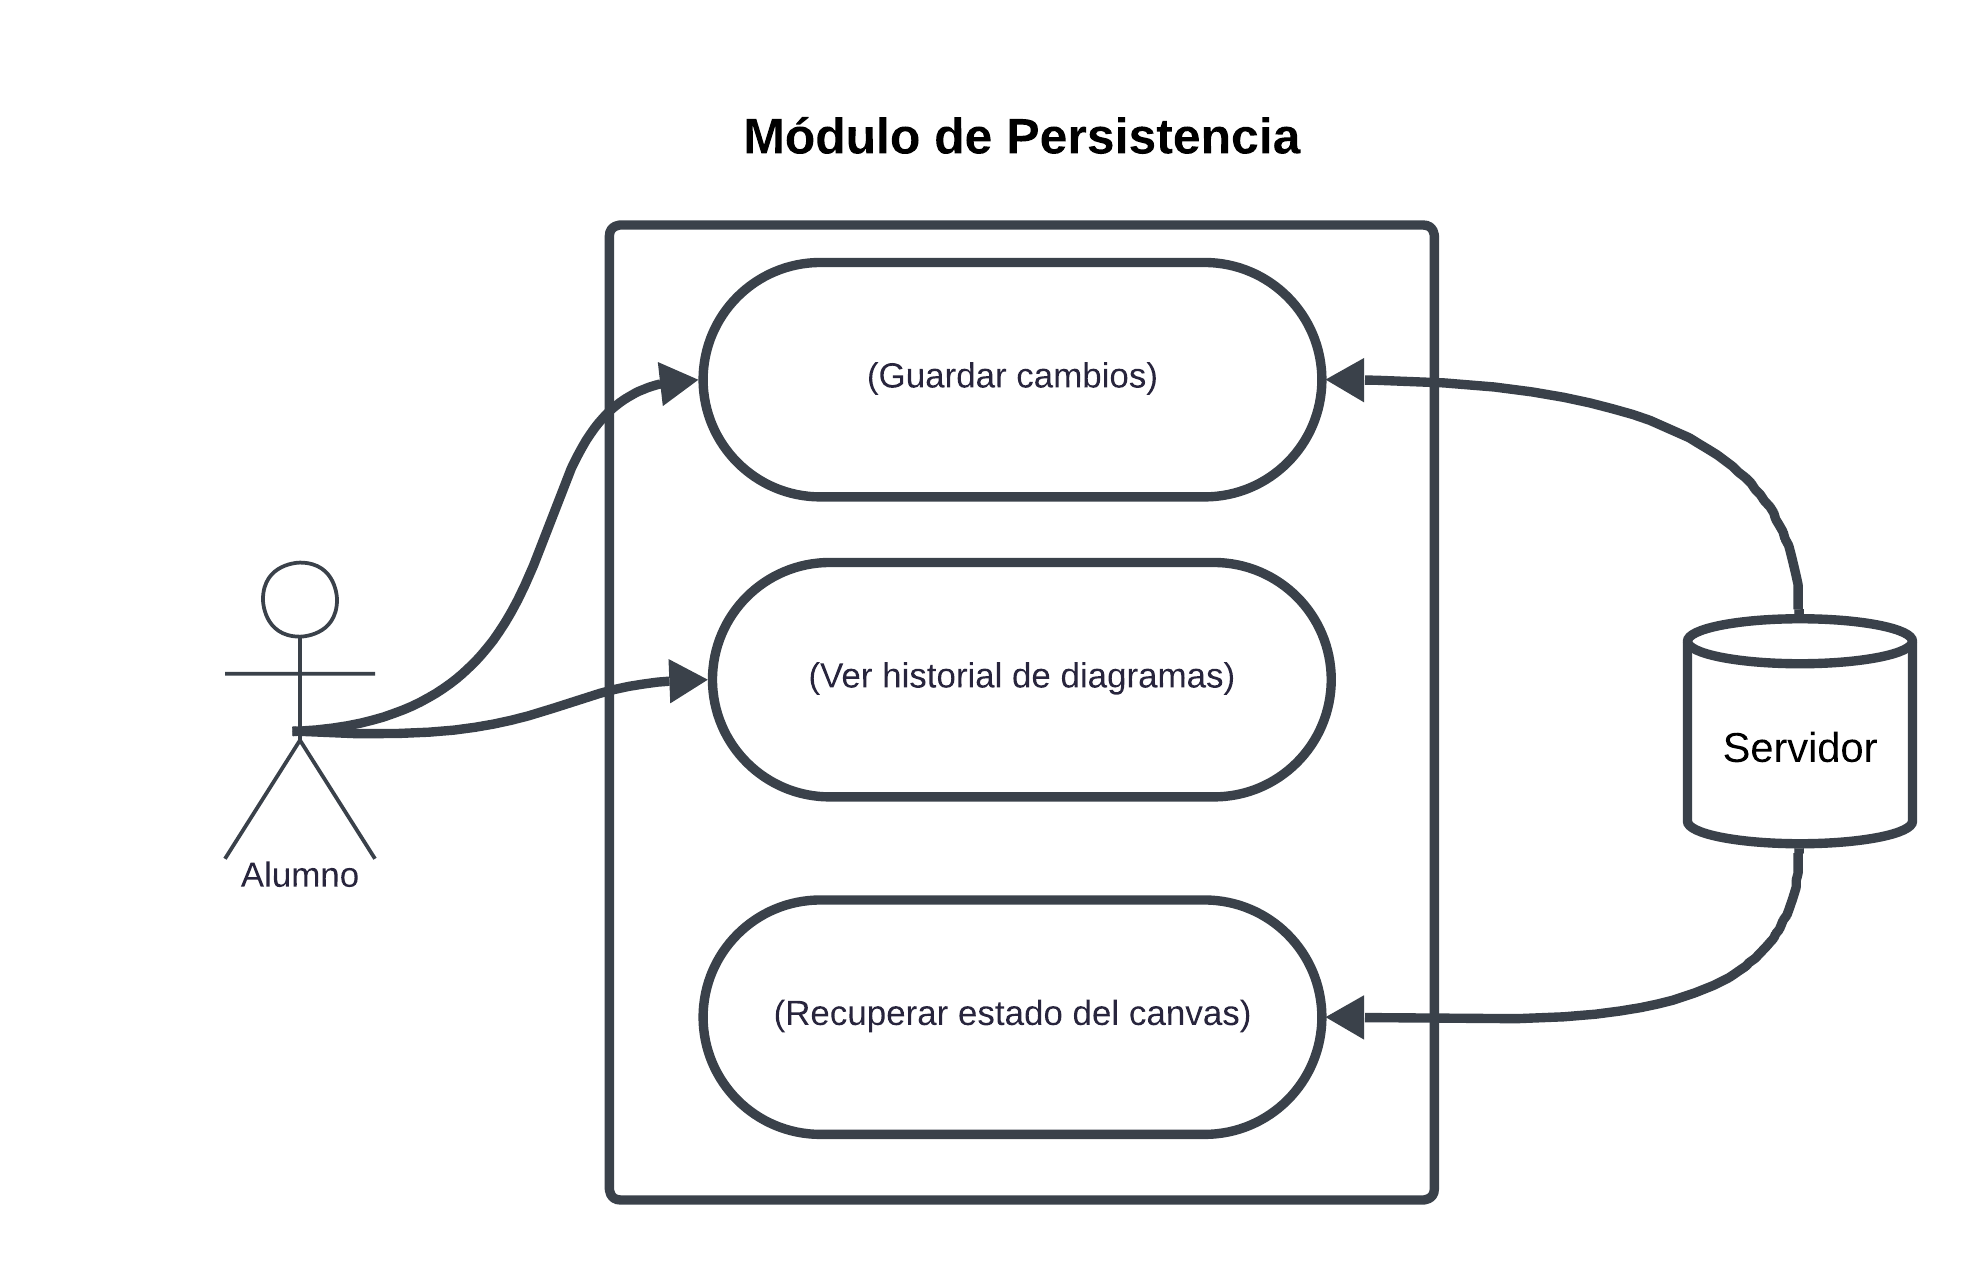 Módulo de Persistencia
(Guardar cambios)
(Ver historial de diagramas)
Servidor
Alumno
(Recuperar estado del canvas)